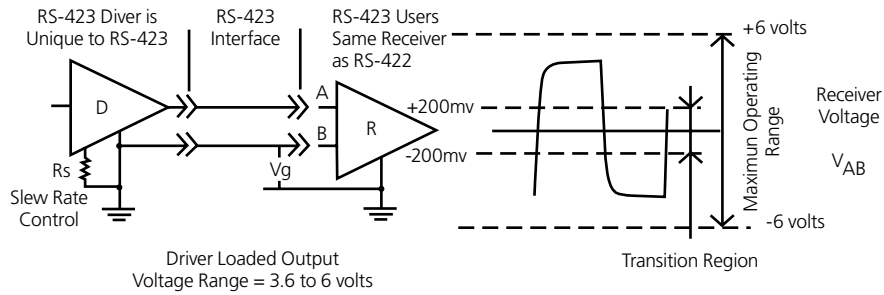 RS-423 Diver is
Unique to RS-423
RS-423
Interface
RS-423 Users
Same Receiver
as RS-422
D
A
B
R
Rs
Slew Rate
Control
Vg
Driver Loaded Output
Voltage Range = 3.6 to 6 volts
+6 volts
+200mv
-200mv
-6 volts
Maximun Operating
Range
Receiver
Voltage
VAB
Transition Region